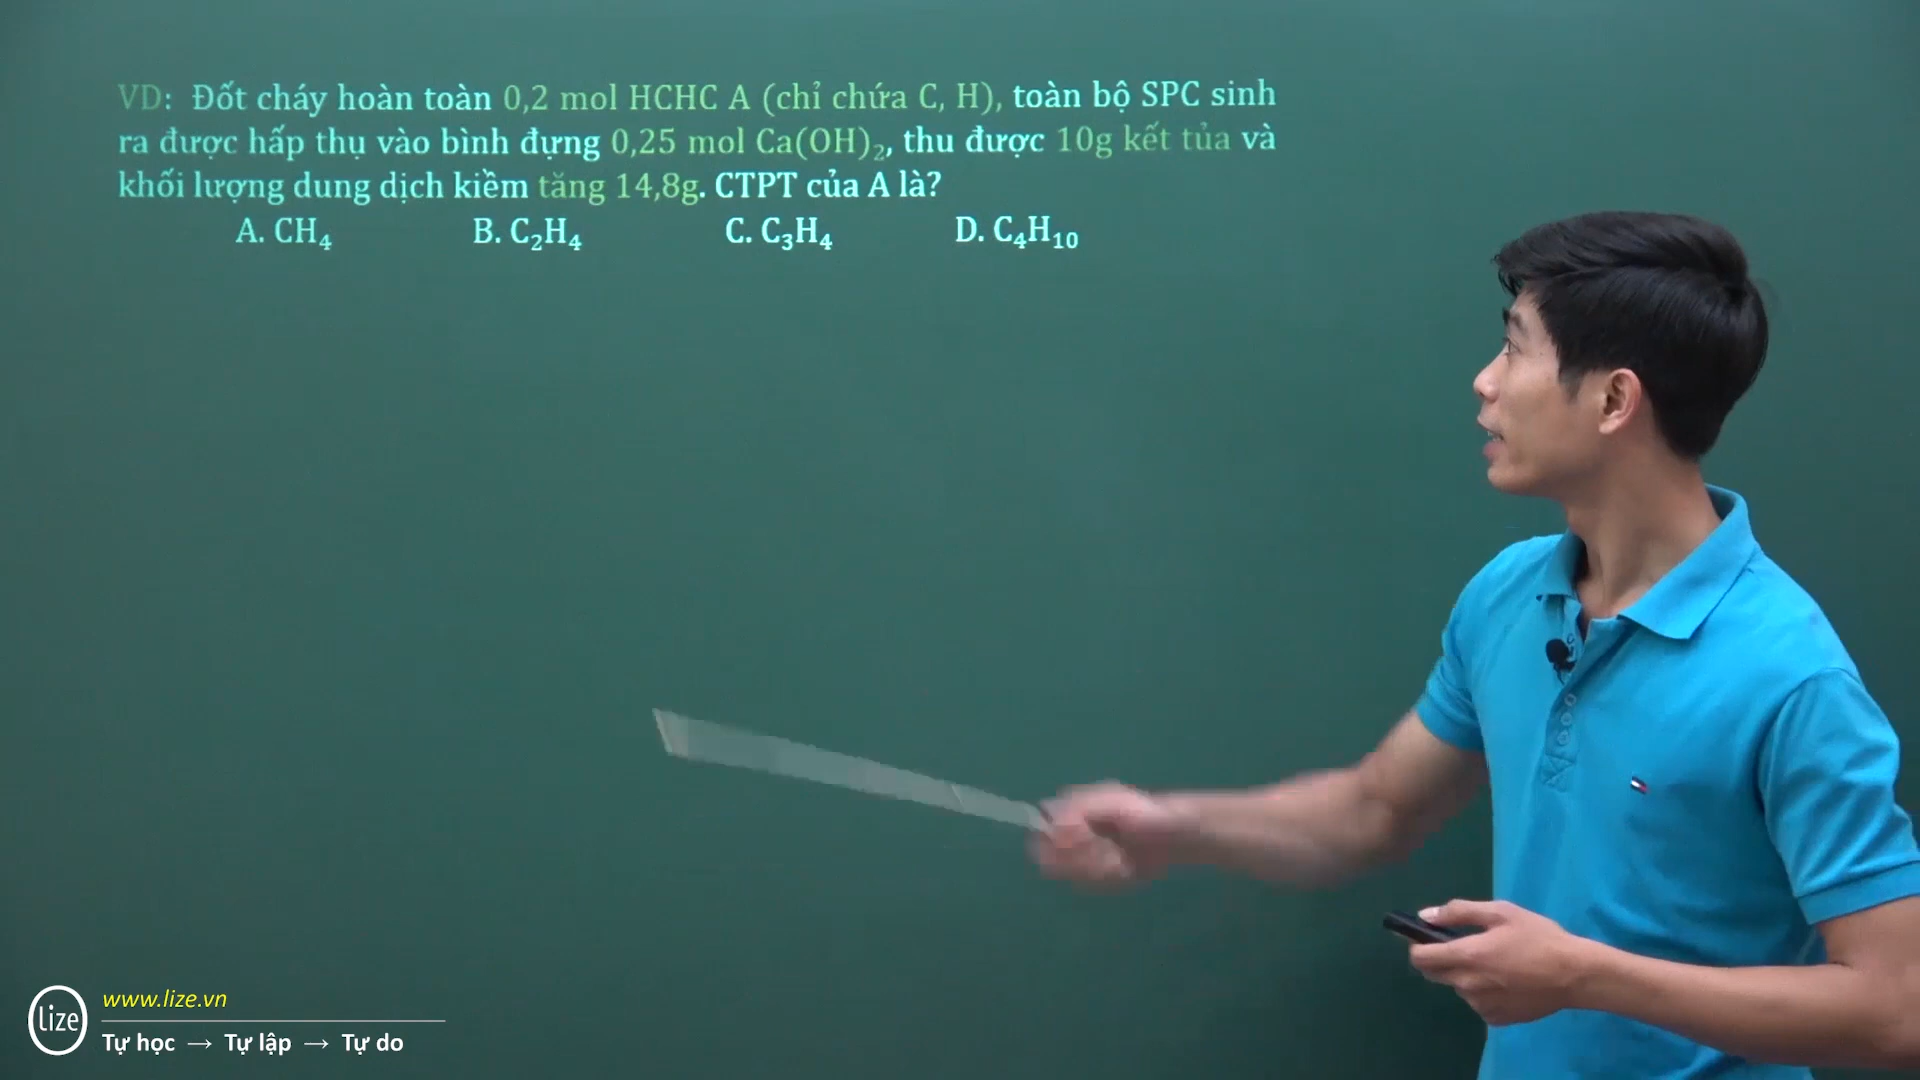 VD: Đốt cháy hoàn toàn 0,2 mol HCHC A (chỉ chứa C, H), toàn bộ SPC sinh
ra được hấp thụ vào bình đựng 0,25 mol Ca(OH)₂, thu được 10g kết tủa và
khối lượng dung dịch kiềm tăng 14,8g. CTPT của A là?
A. CH₄ B. C₂H₄ C. C₃H₄ D. C₄H₁₀
lize
www.lize.vn
Tự học → Tự lập → Tự do